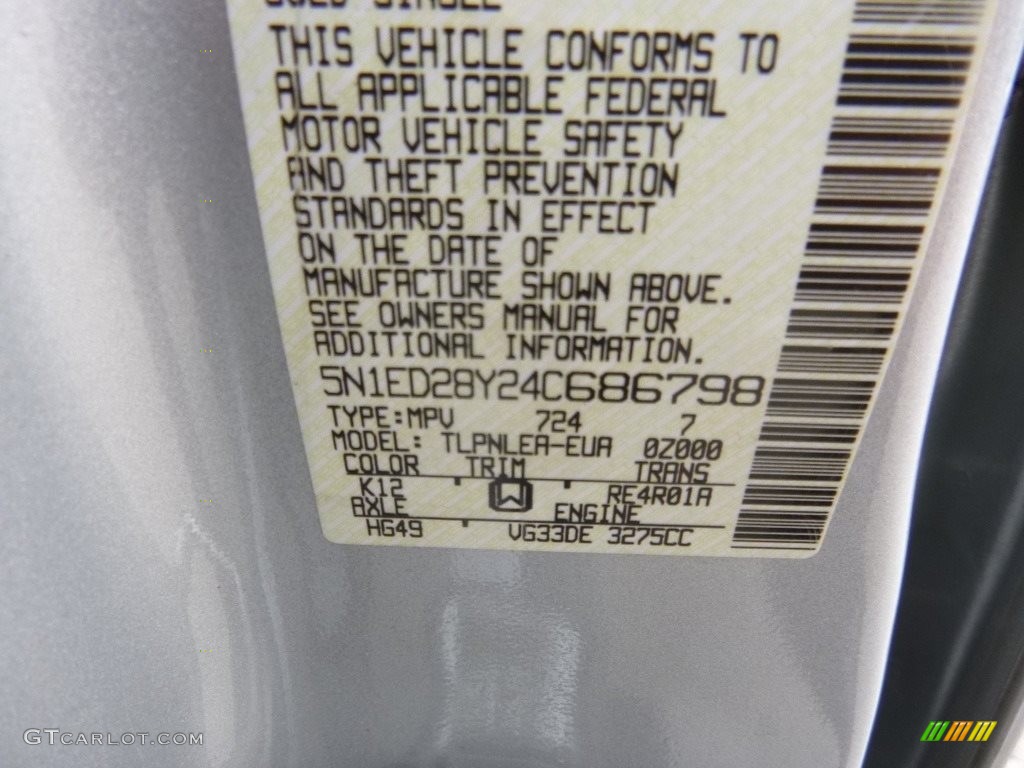 THIS VEHICLE CONFORMS TO
ALL APPLICABLE FEDERAL
MOTOR VEHICLE SAFETY
AND THEFT PREVENTION
STANDARDS IN EFFECT
ON THE DATE OF
MANUFACTURE SHOWN ABOVE.
SEE OWNERS MANUAL FOR
ADDITIONAL INFORMATION.
5N1ED28Y24C686798
TYPE:MPV 724 7
MODEL: TLPNLEA-EUA 0Z000
COLOR TRIM TRANS
K12 W RE4R01A
AXLE ENGINE
HG49 VG33DE 3275CC
GTCARLOT.COM